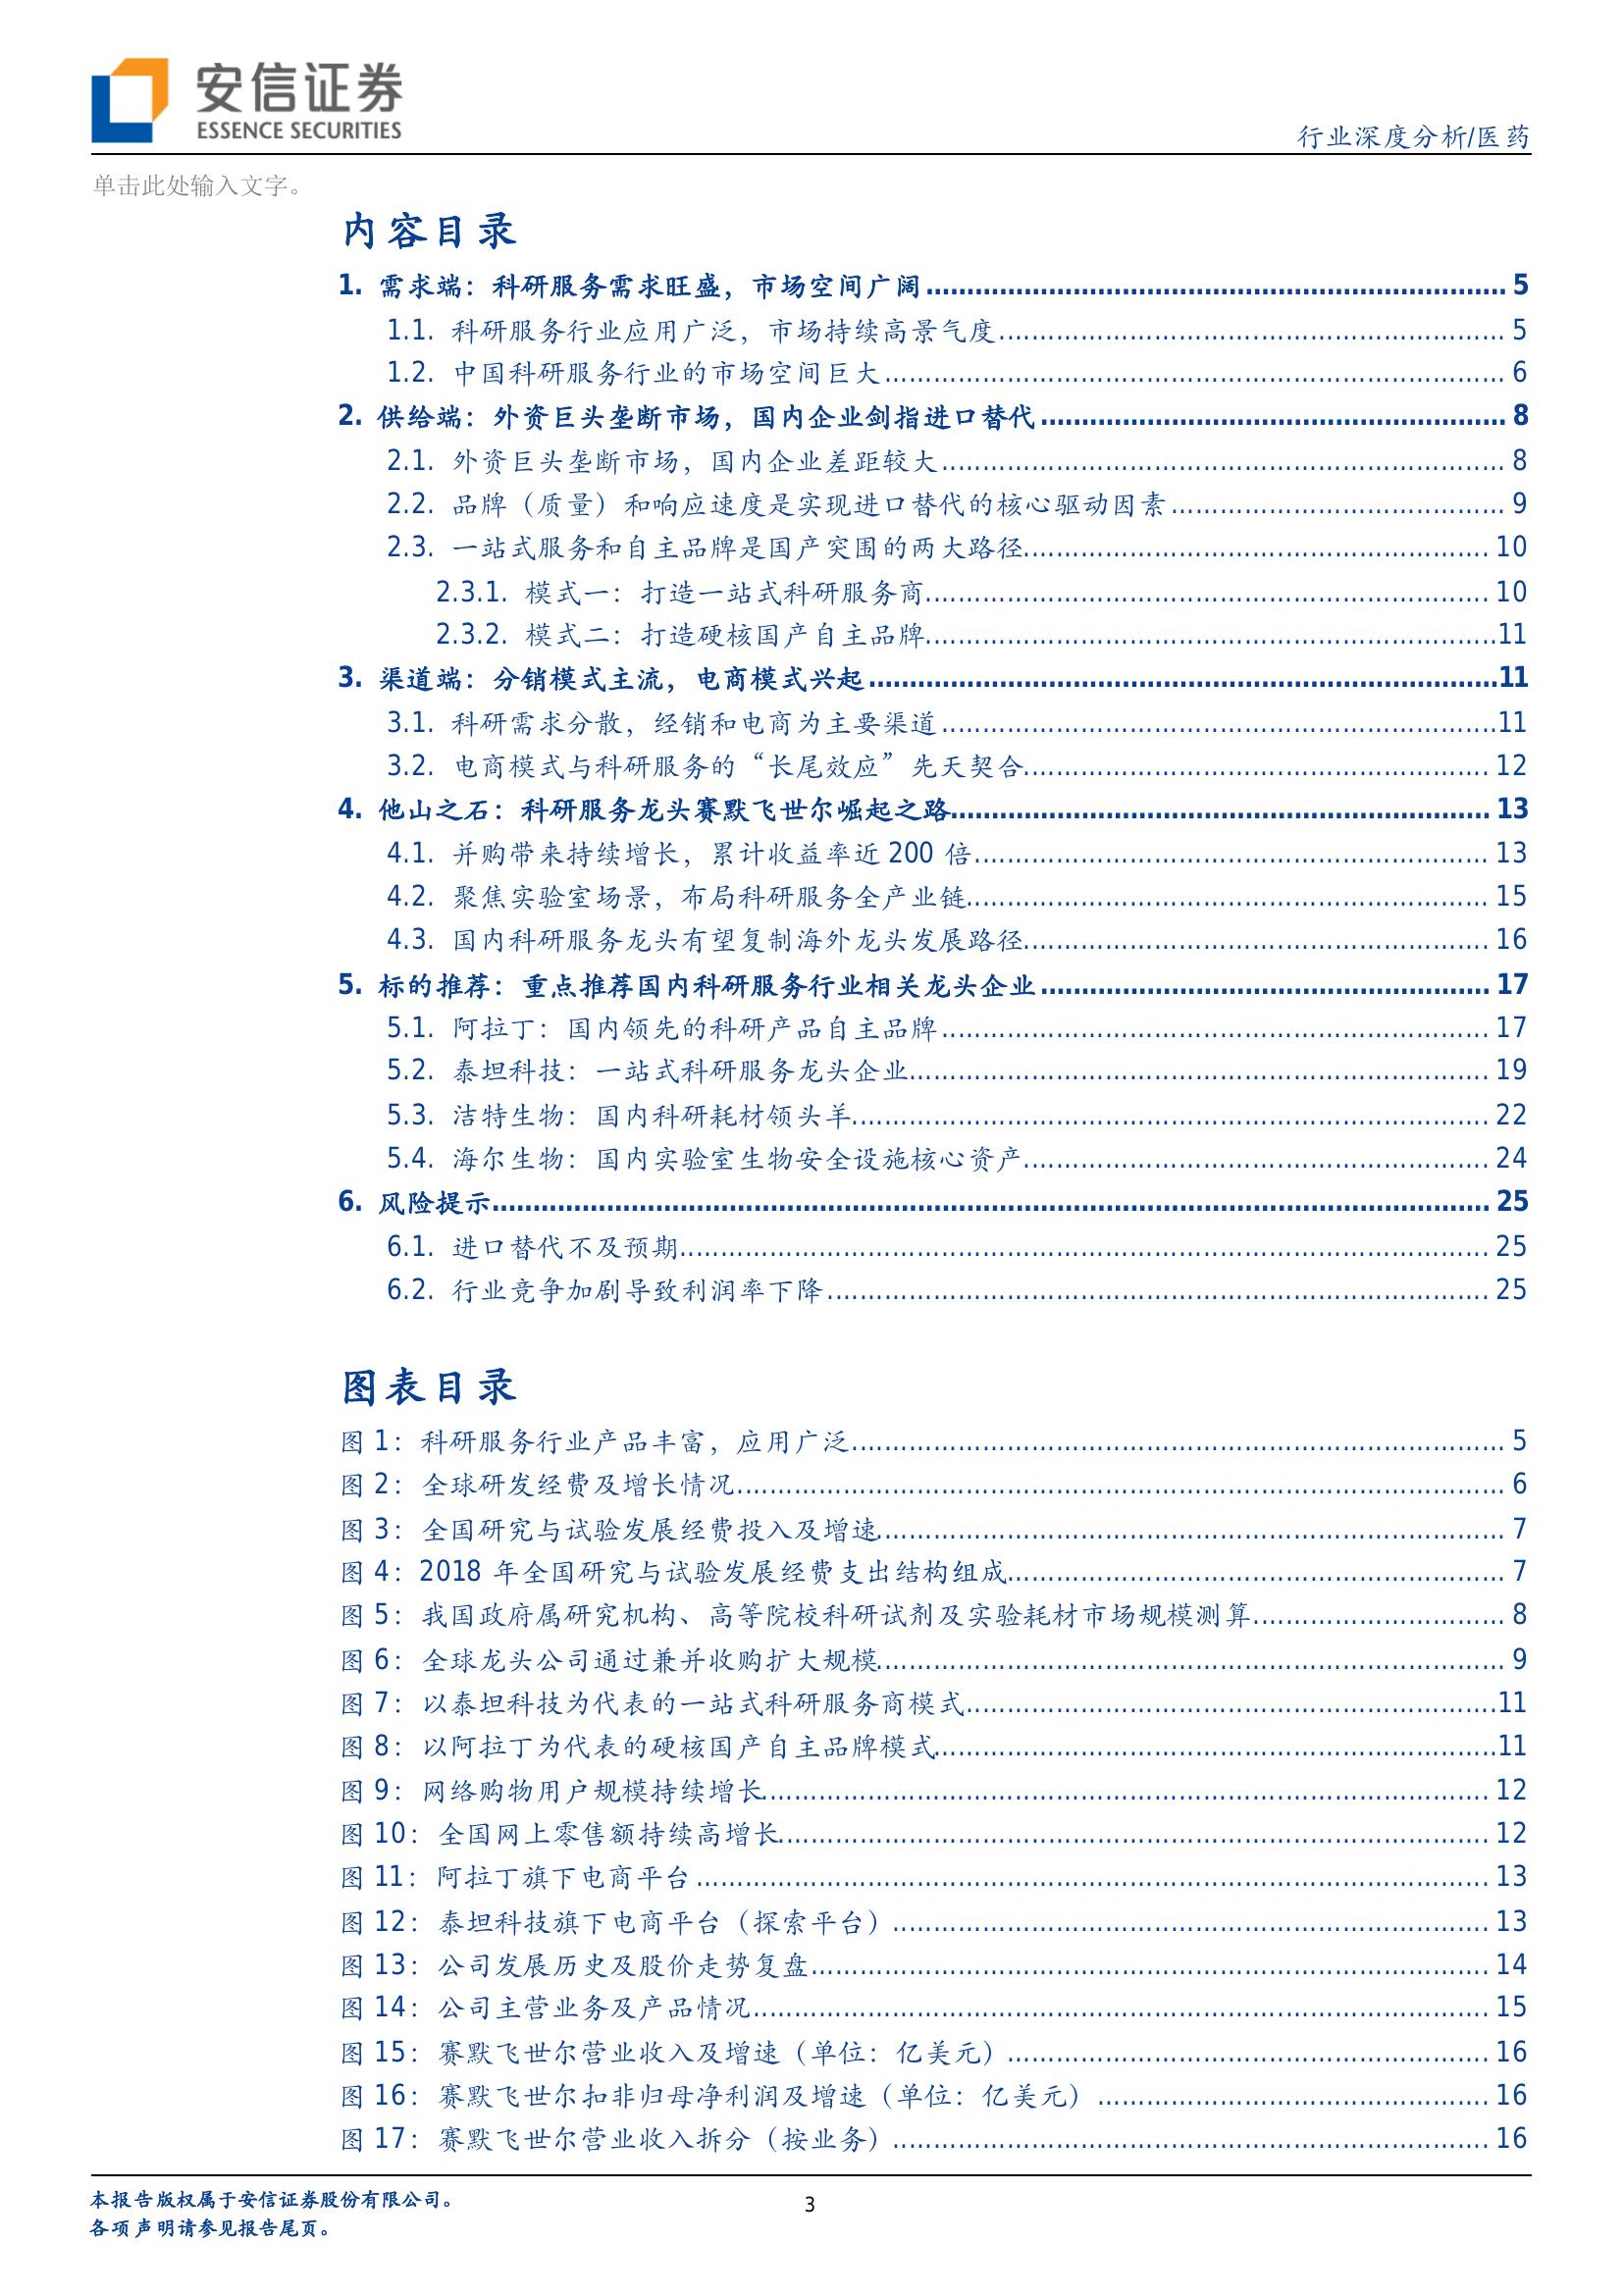 安信证券
ESSENCE SECURITIES
行业深度分析/医药
单击此处输入文字。
内容目录
1. 需求端：科研服务需求旺盛，市场空间广阔 5
1.1. 科研服务行业应用广泛，市场持续高景气度 5
1.2. 中国科研服务行业的市场空间巨大 6
2. 供给端：外资巨头垄断市场，国内企业剑指进口替代 8
2.1. 外资巨头垄断市场，国内企业差距较大 8
2.2. 品牌（质量）和响应速度是实现进口替代的核心驱动因素 9
2.3. 一站式服务和自主品牌是国产突围的两大路径 10
2.3.1. 模式一：打造一站式科研服务商 10
2.3.2. 模式二：打造硬核国产自主品牌 11
3. 渠道端：分销模式主流，电商模式兴起 11
3.1. 科研需求分散，经销和电商为主要渠道 11
3.2. 电商模式与科研服务的“长尾效应”先天契合 12
4. 他山之石：科研服务龙头赛默飞世尔崛起之路 13
4.1. 并购带来持续增长，累计收益率近 200 倍 13
4.2. 聚焦实验室场景，布局科研服务全产业链 15
4.3. 国内科研服务龙头有望复制海外龙头发展路径 16
5. 标的推荐：重点推荐国内科研服务行业相关龙头企业 17
5.1. 阿拉丁：国内领先的科研产品自主品牌 17
5.2. 泰坦科技：一站式科研服务龙头企业 19
5.3. 洁特生物：国内科研耗材领头羊 22
5.4. 海尔生物：国内实验室生物安全设施核心资产 24
6. 风险提示 25
6.1. 进口替代不及预期 25
6.2. 行业竞争加剧导致利润率下降 25
图表目录
图 1：科研服务行业产品丰富，应用广泛 5
图 2：全球研发经费及增长情况 6
图 3：全国研究与试验发展经费投入及增速 7
图 4：2018 年全国研究与试验发展经费支出结构组成 7
图 5：我国政府属研究机构、高等院校科研试剂及实验耗材市场规模测算 8
图 6：全球龙头公司通过兼并收购扩大规模 9
图 7：以泰坦科技为代表的一站式科研服务商模式 11
图 8：以阿拉丁为代表的硬核国产自主品牌模式 11
图 9：网络购物用户规模持续增长 12
图 10：全国网上零售额持续高增长 12
图 11：阿拉丁旗下电商平台 13
图 12：泰坦科技旗下电商平台（探索平台） 13
图 13：公司发展历史及股价走势复盘 14
图 14：公司主营业务及产品情况 15
图 15：赛默飞世尔营业收入及增速（单位：亿美元） 16
图 16：赛默飞世尔扣非归母净利润及增速（单位：亿美元） 16
图 17：赛默飞世尔营业收入拆分（按业务） 16
本报告版权属于安信证券股份有限公司。
各项声明请参见报告尾页。
3